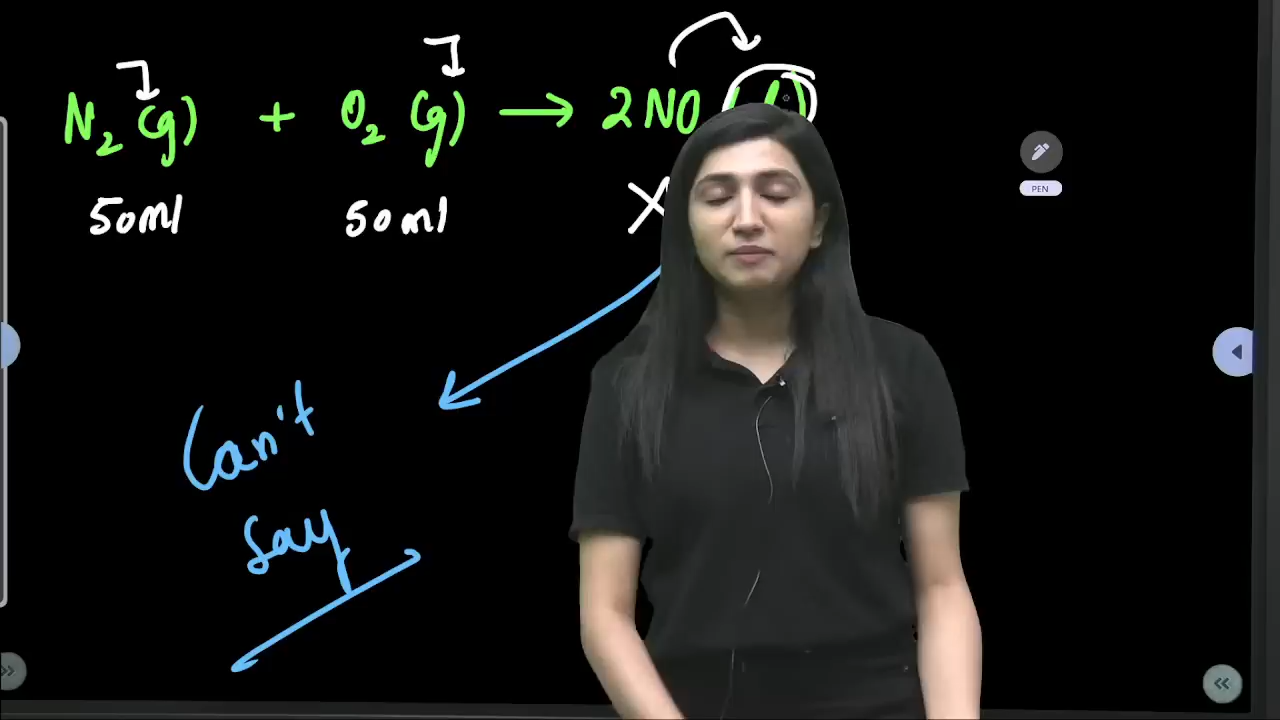 N₂ (g) + O₂ (g) → 2NO
50ml 50ml X
PEN
Can't
say